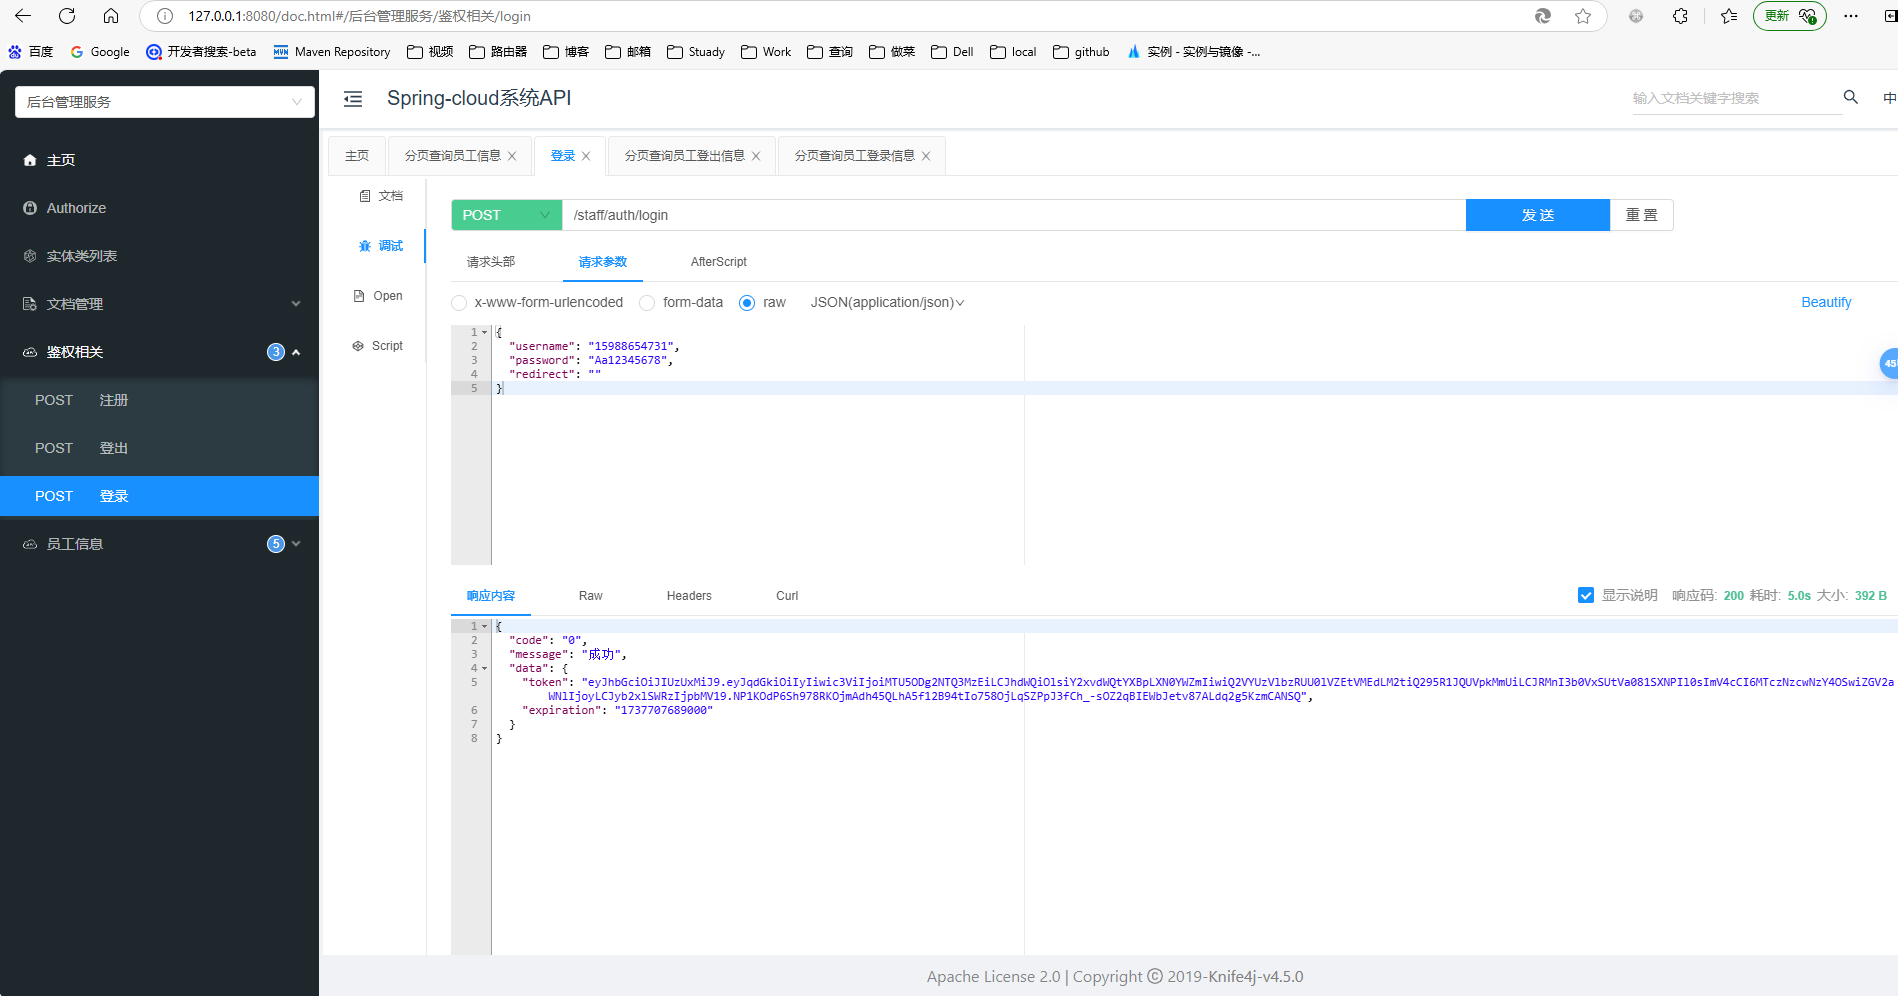 127.0.0.1:8080/doc.html#/后台管理服务/鉴权相关/login
更新
百度 Google 开发者搜索-beta Maven Repository 视频 路由器 博客 邮箱 Stuady Work 查询 做菜 Dell local github 实例 - 实例与镜像 -...
后台管理服务
Spring-cloud系统API
输入文档关键字搜索
中
主页
Authorize
实体类列表
文档管理
鉴权相关 3
POST 注册
POST 登出
POST 登录
员工信息 5
主页 分页查询员工信息 登录 分页查询员工登出信息 分页查询员工登录信息
文档
调试
Open
Script
POST /staff/auth/login 发 送 重 置
请求头部 请求参数 AfterScript
x-www-form-urlencoded form-data raw JSON(application/json) Beautify
1 {
2 "username": "15988654731",
3 "password": "Aa12345678",
4 "redirect": ""
5 }
响应内容 Raw Headers Curl
显示说明 响应码: 200 耗时: 5.0s 大小: 392 B
1 {
2 "code": "0",
3 "message": "成功",
4 "data": {
5 "token":
6 "expiration": "1737707689000"
7 }
8 }
Apache License 2.0 | Copyright © 2019-Knife4j-v4.5.0